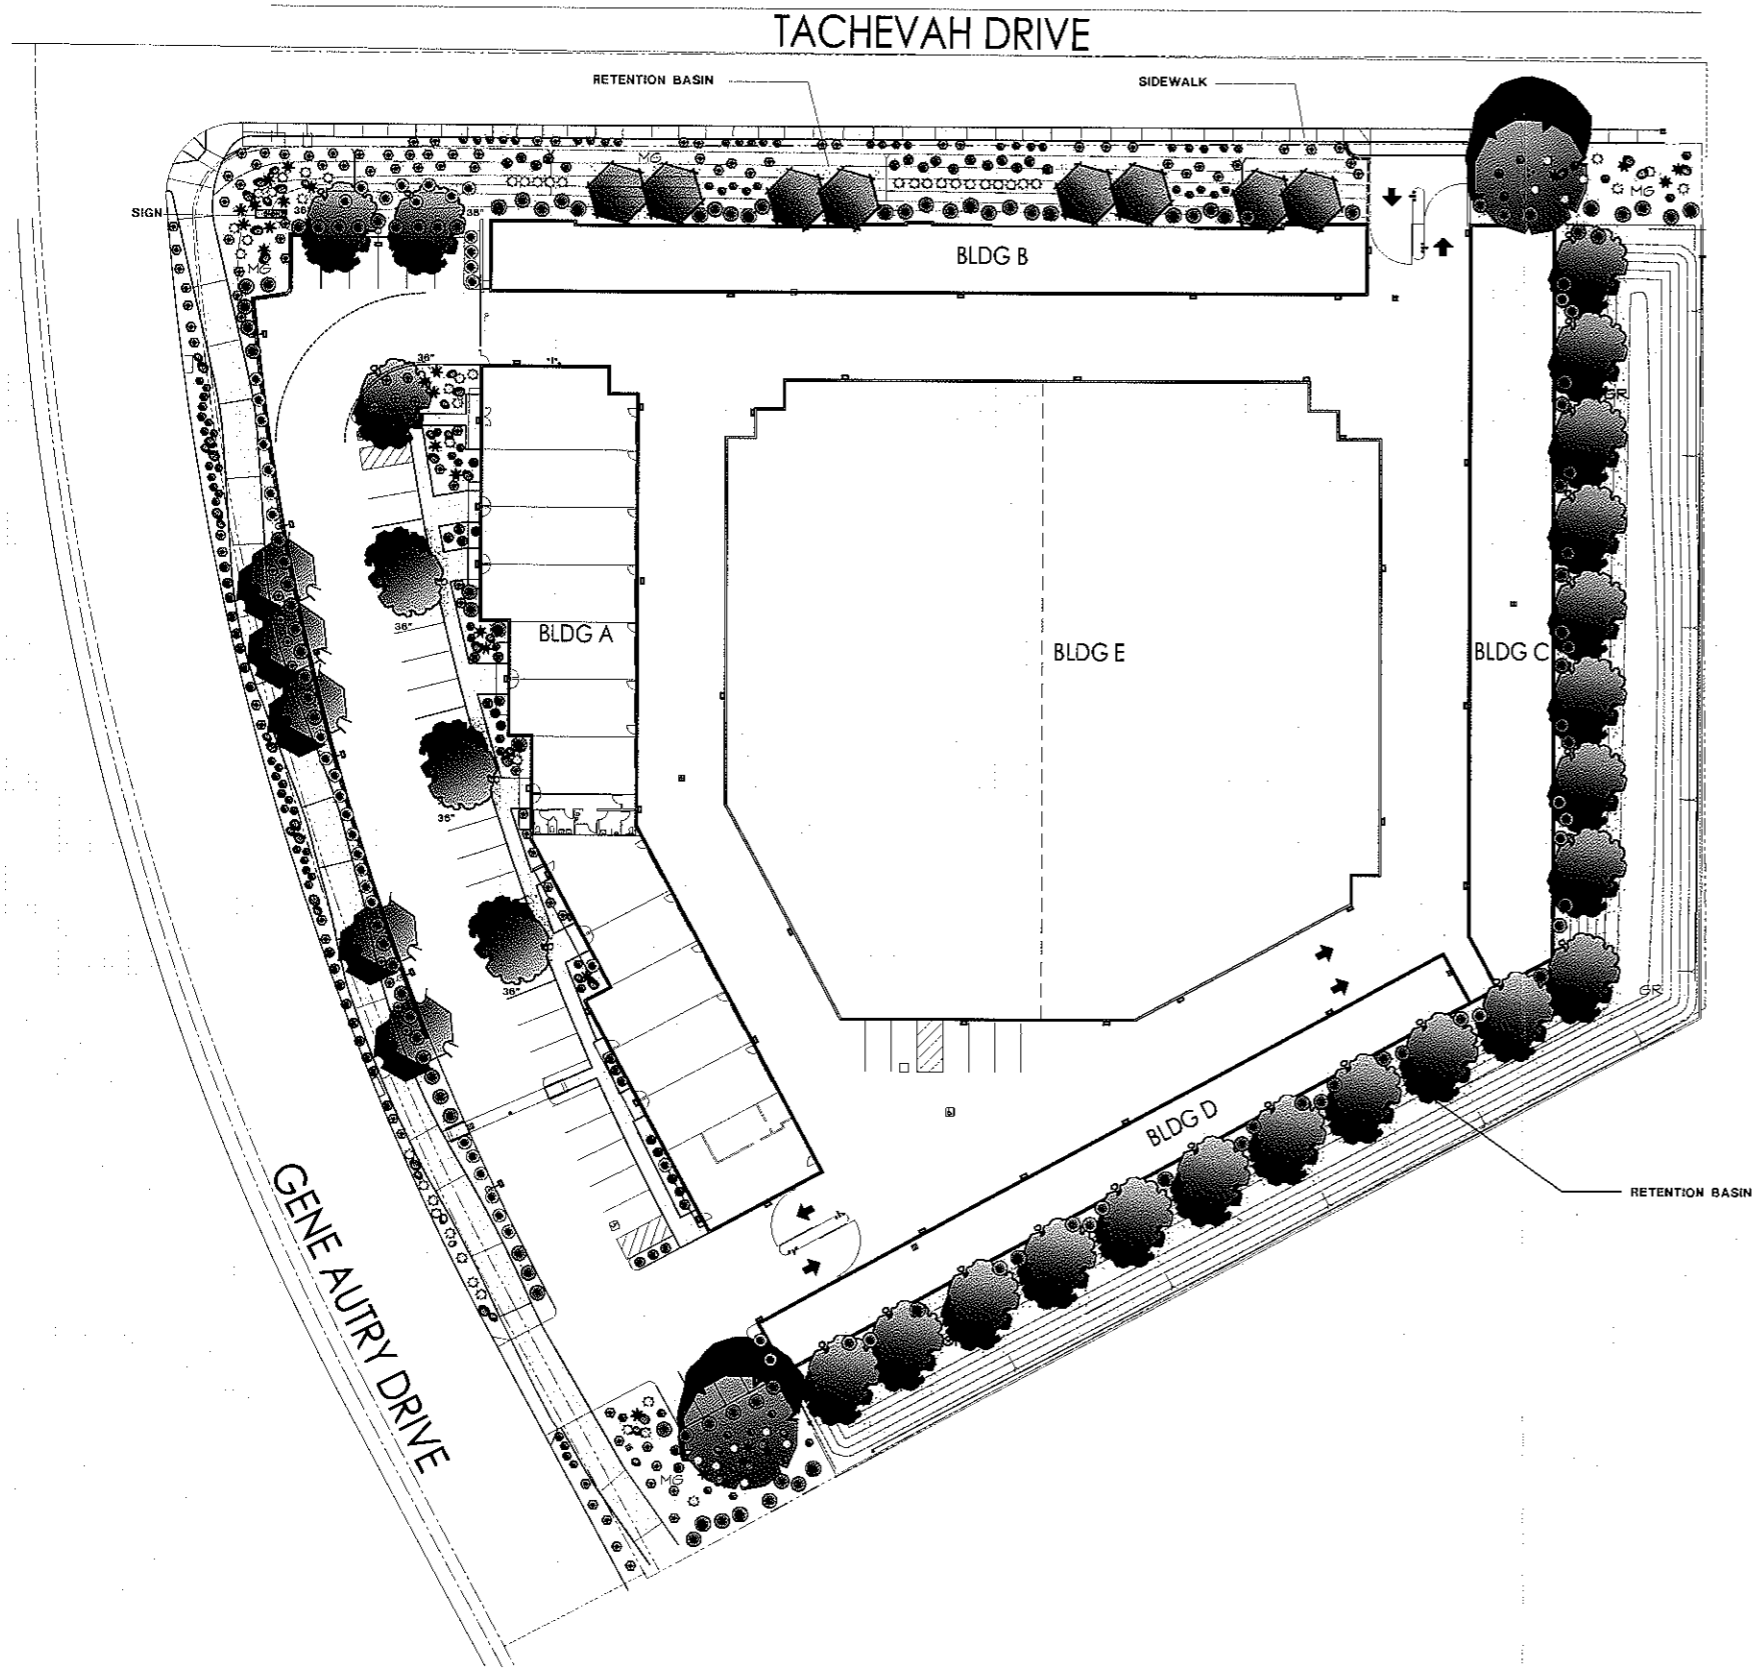 TACHEVAH DRIVE
RETENTION BASIN
SIDEWALK
MG
MG
SIGN
36"
36"
MG
BLDG B
36"
GR
BLDG A
BLDG E
BLDG C
36"
36"
36"
GR
BLDG D
RETENTION BASIN
GENE AUTRY DRIVE
MG